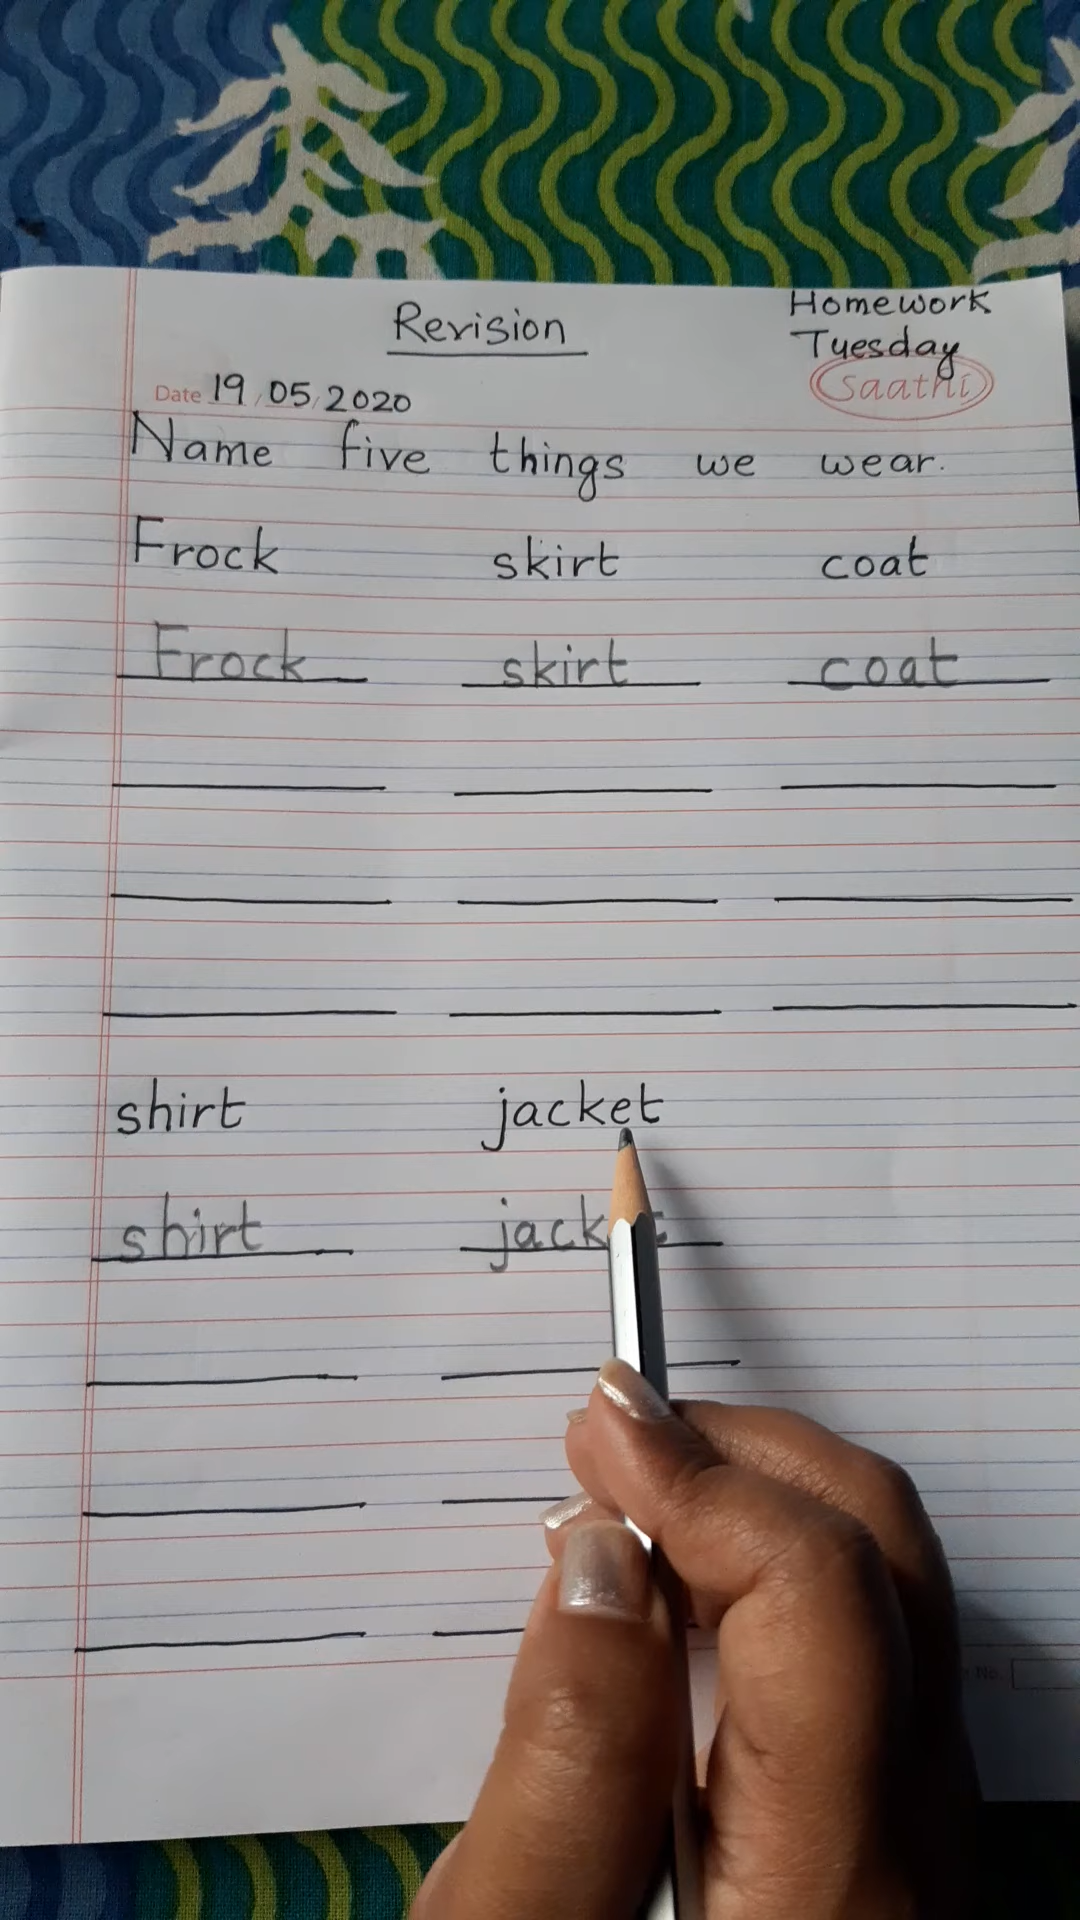 Homework
Revision
Tuesday
saathi
Date 19/05/2020
Name five things we wear.
Frock skirt coat
Frock skirt coat
shirt jacket
shirt